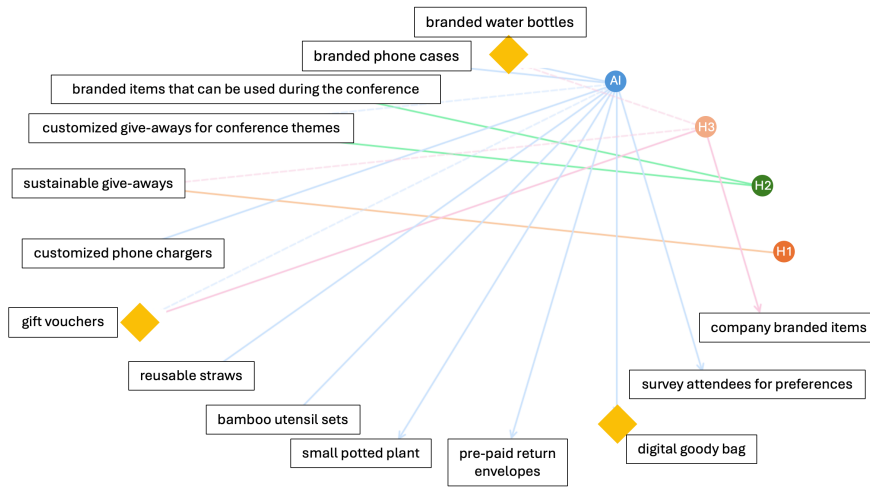 branded water bottles
branded phone cases
AI
branded items that can be used during the conference
customized give-aways for conference themes
H3
sustainable give-aways
H2
customized phone chargers
H1
gift vouchers
company branded items
reusable straws
survey attendees for preferences
bamboo utensil sets
small potted plant
pre-paid return
envelopes
digital goody bag